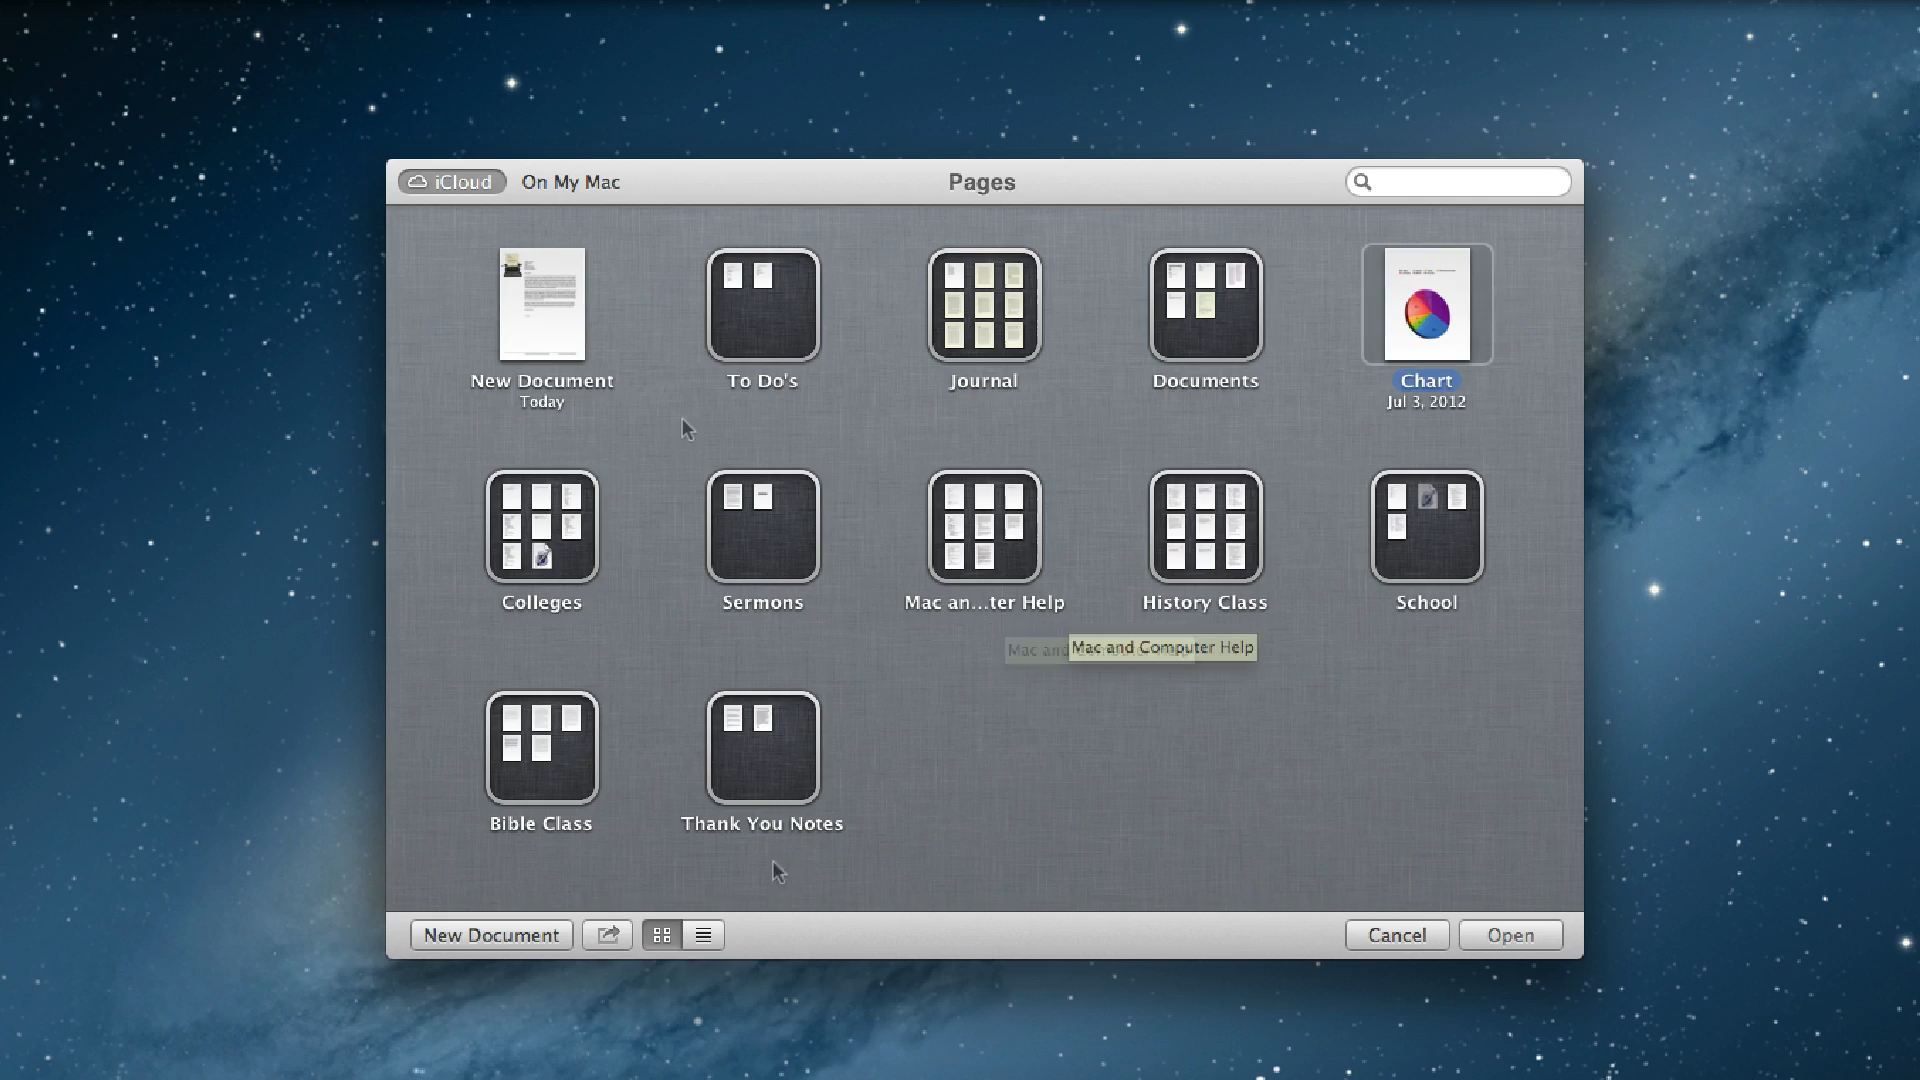 iCloud On My Mac Pages
New Document To Do's Journal Documents Chart
Today Jul 3, 2012
Colleges Sermons Mac an...ter Help History Class School
Mac and Mac and Computer Help
Bible Class Thank You Notes
New Document Cancel Open